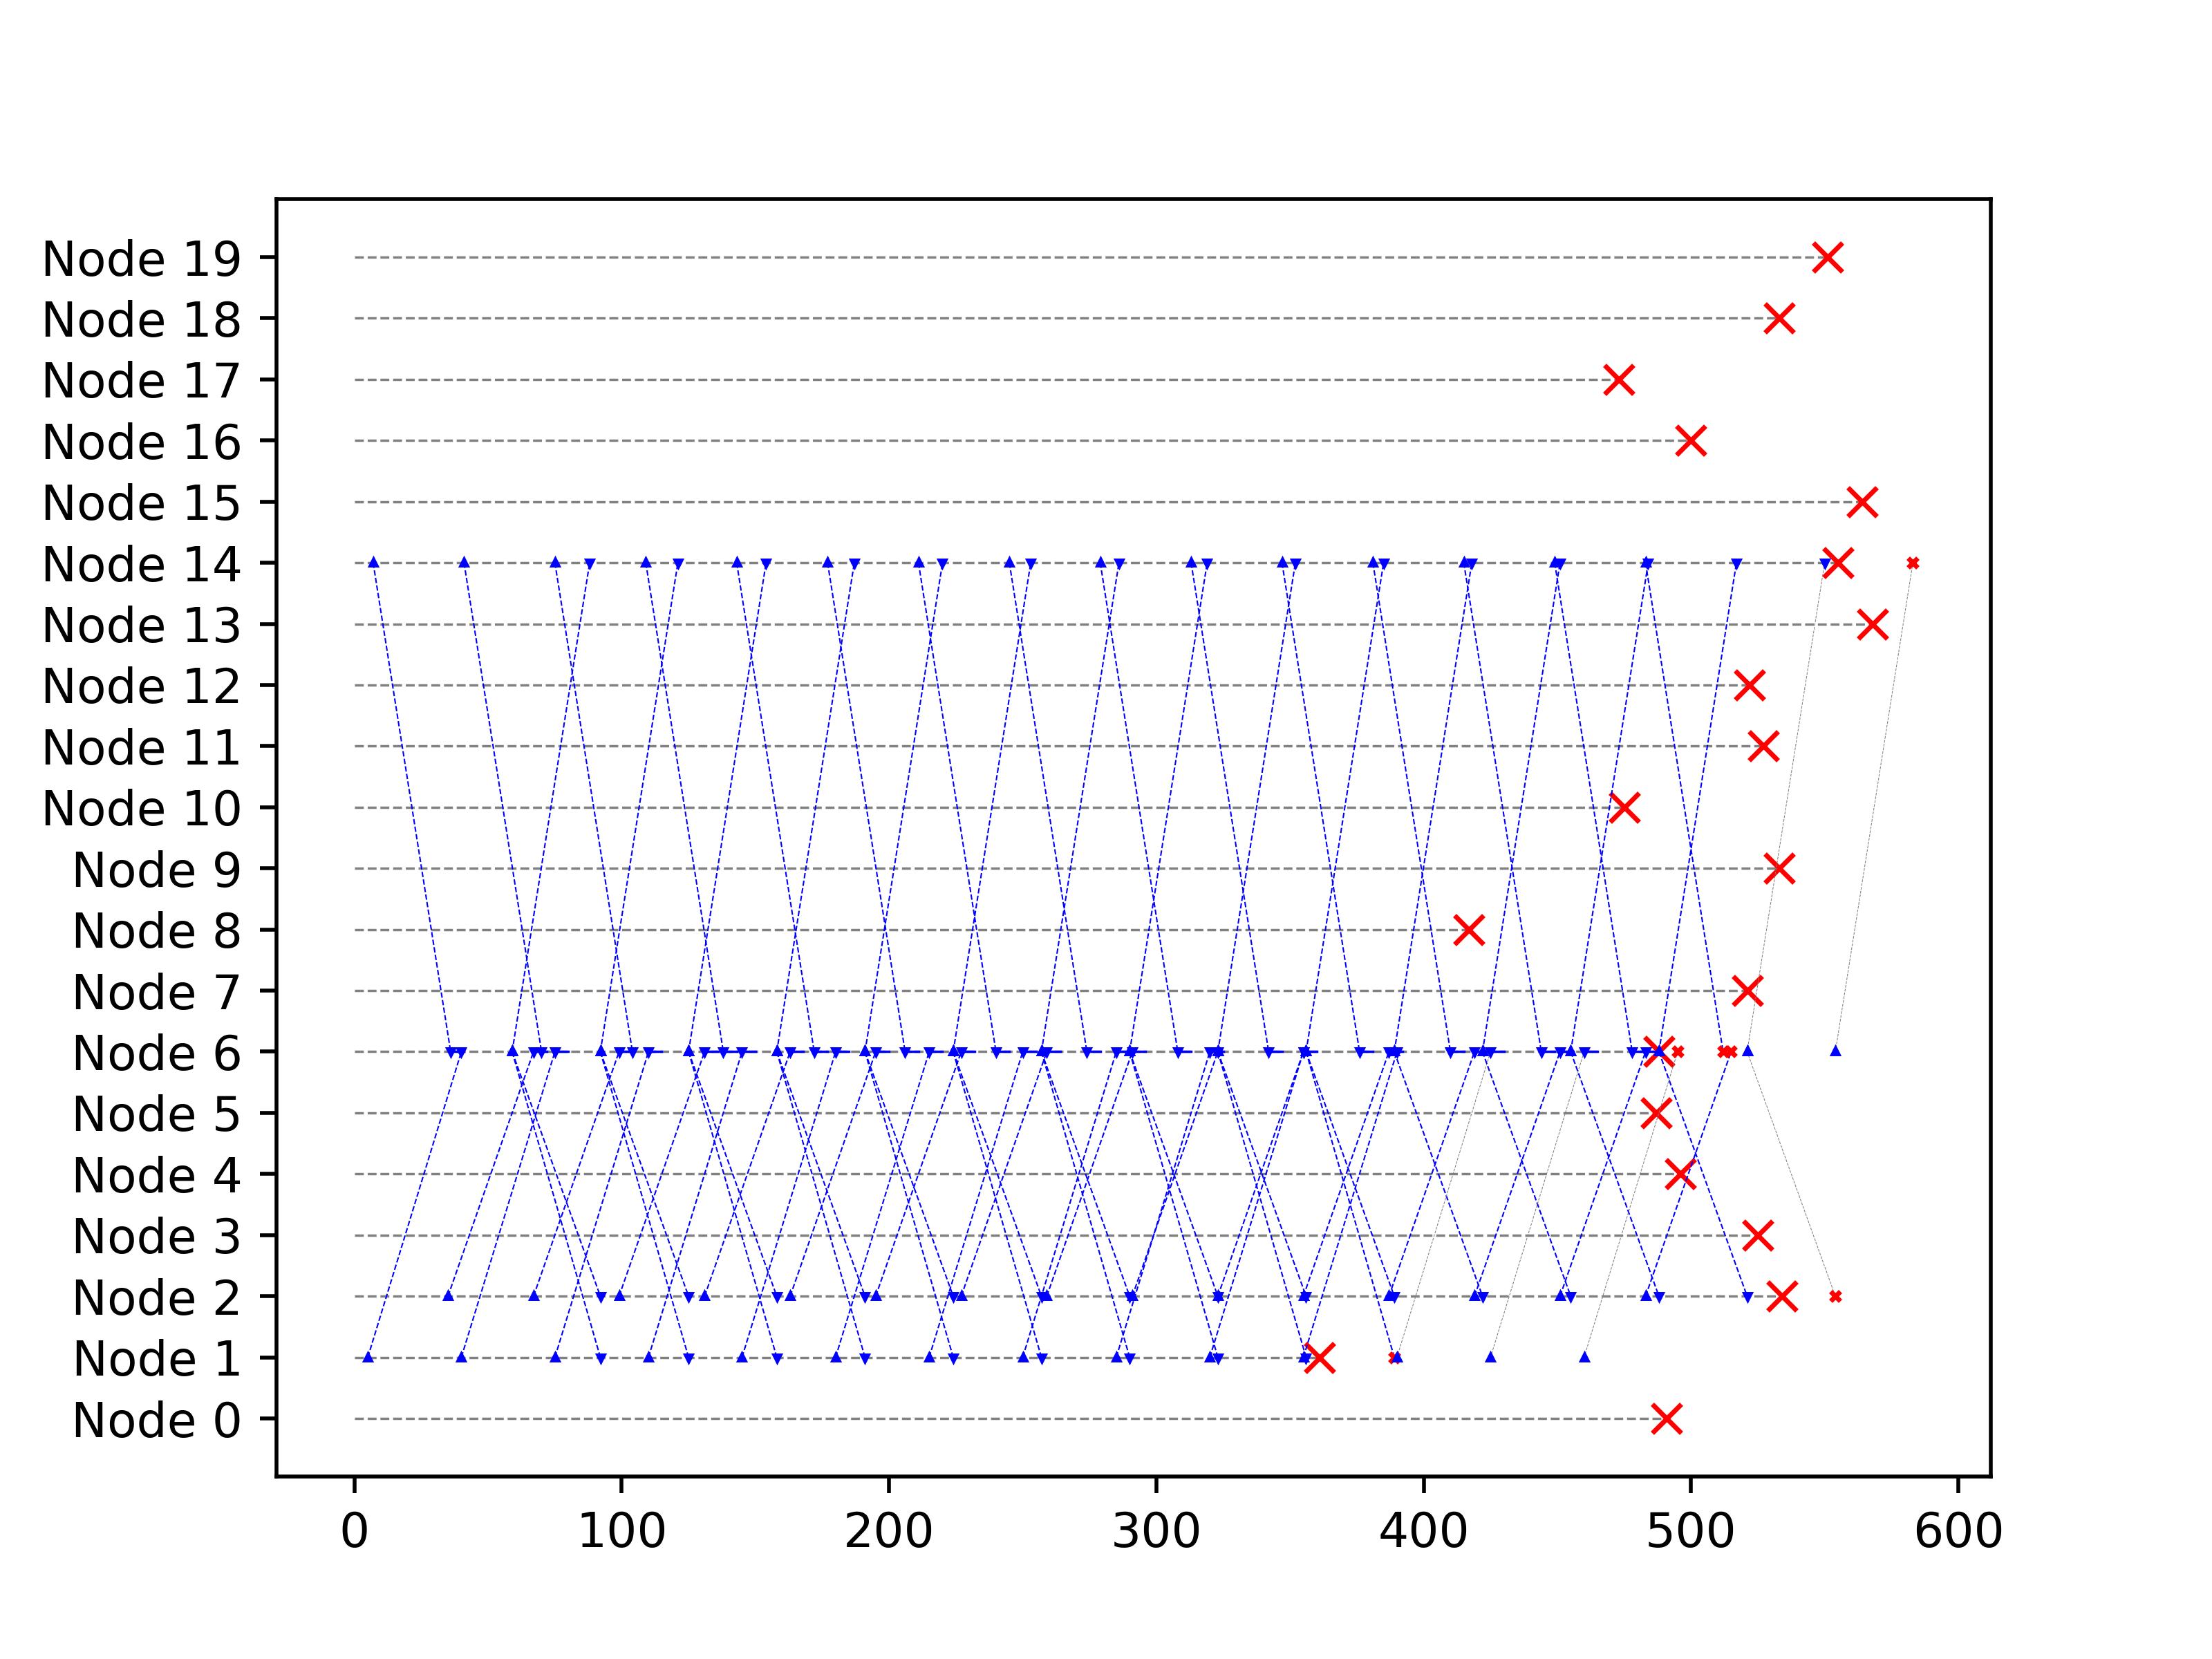 Node 19
Node 18
Node 17
Node 16
Node 15
Node 14
Node 13
Node 12
Node 11
Node 10
Node 9
Node 8
Node 7
Node 6
Node 5
Node 4
Node 3
Node 2
Node 1
Node 0
0 100 200 300 400 500 600